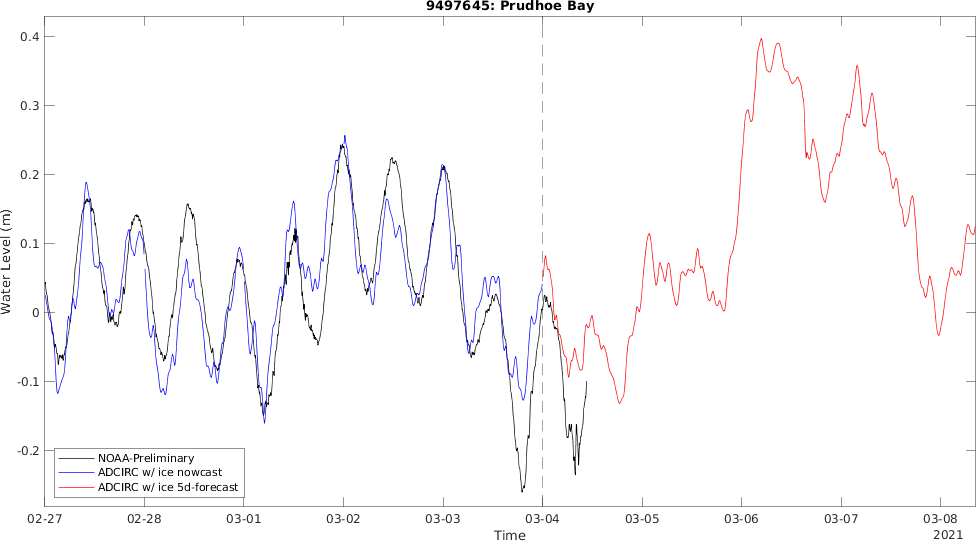 9497645: Prudhoe Bay
0.4
0.3
0.2
0.1
0
-0.1
-0.2
Water Level (m)
NOAA-Preliminary
ADCIRC w/ ice nowcast
ADCIRC w/ ice 5d-forecast
02-27 02-28 03-01 03-02 03-03 03-04 03-05 03-06 03-07 03-08
Time
2021